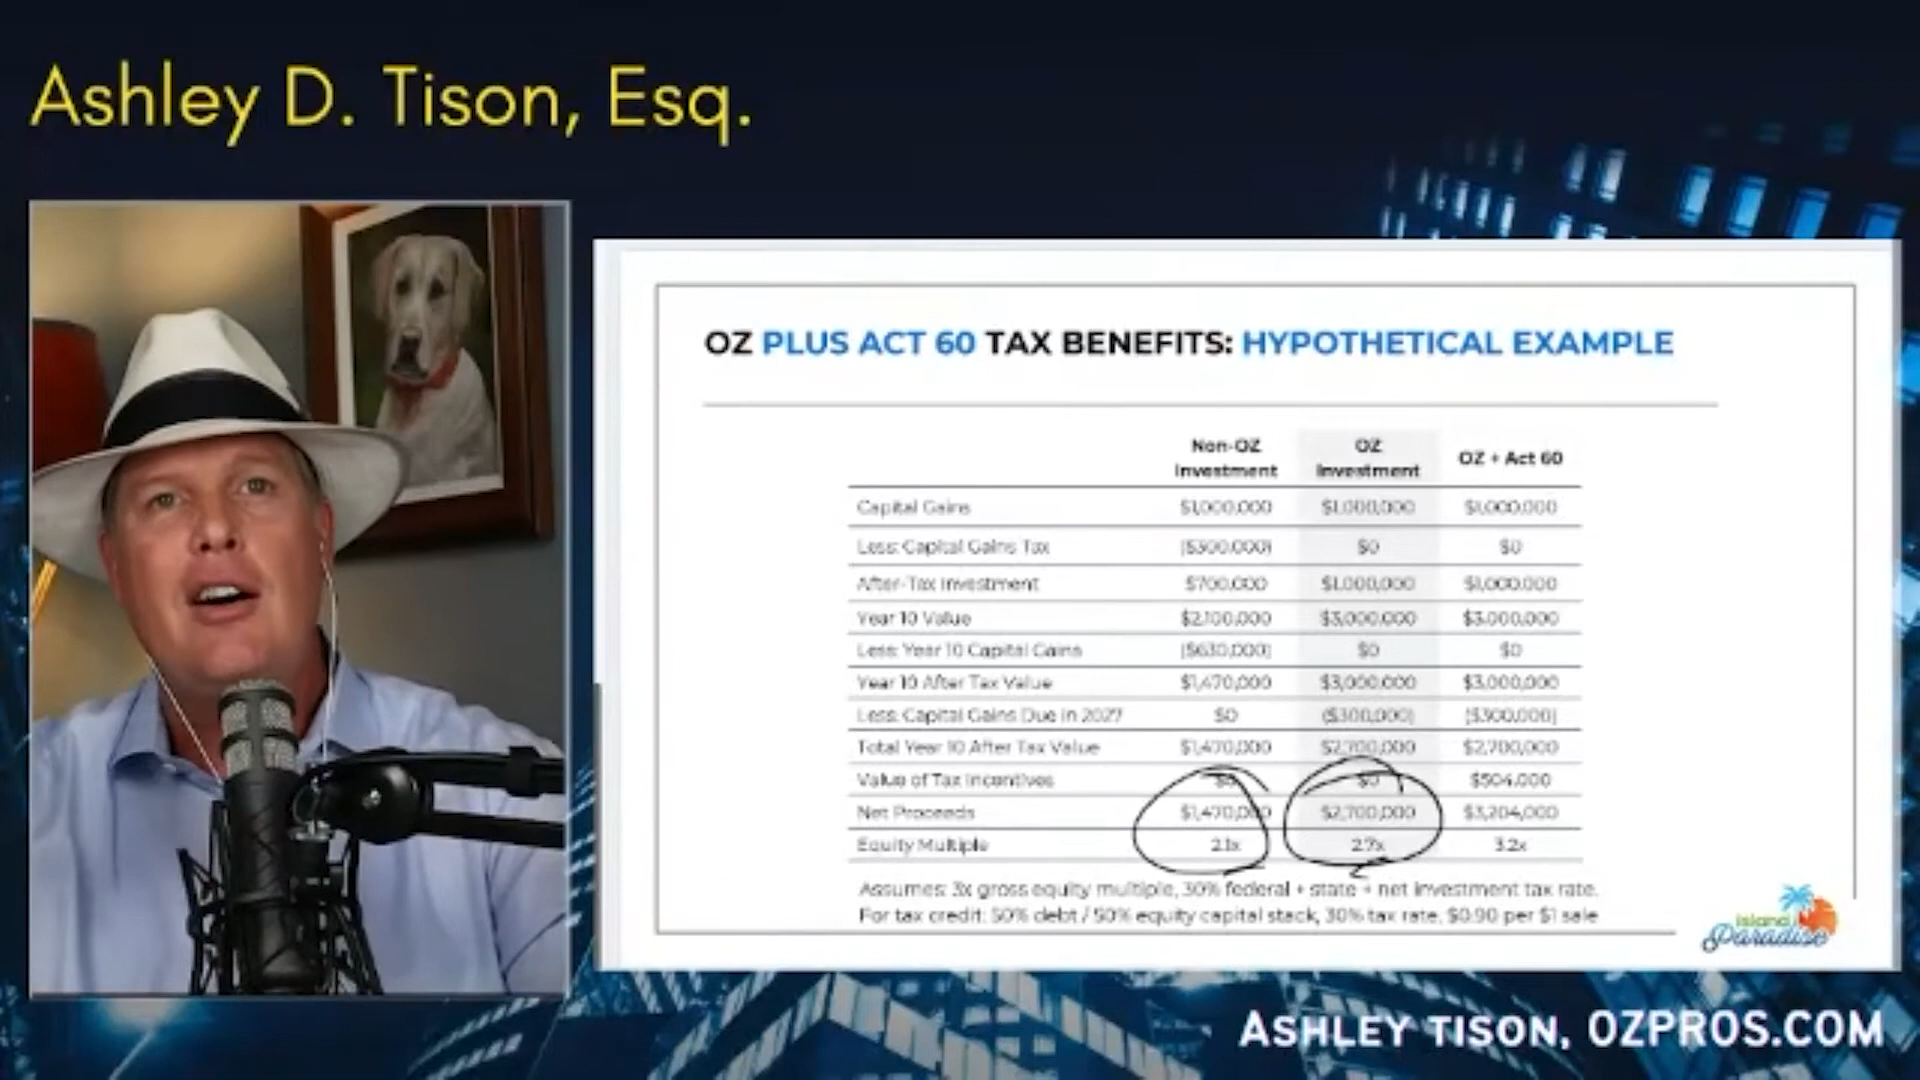 Ashley D. Tison, Esq.
OZ PLUS ACT 60 TAX BENEFITS: HYPOTHETICAL EXAMPLE
Non-OZ Investment OZ Investment OZ + Act 60
Capital Gains $1,000,000 $1,000,000 $1,000,000
Less: Capital Gains Tax ($300,000) $0 $0
After-Tax Investment $700,000 $1,000,000 $1,000,000
Year 10 Value $2,100,000 $3,000,000 $3,000,000
Less: Year 10 Capital Gains ($630,000) $0 $0
Year 10 After Tax Value $1,470,000 $3,000,000 $3,000,000
Less: Capital Gains Due in 2027 $0 ($300,000) ($300,000)
Total Year 10 After Tax Value $1,470,000 $2,700,000 $2,700,000
Value of Tax Incentives $0 $0 $504,000
Net Proceeds $1,470,000 $2,700,000 $3,204,000
Equity Multiple 2.1x 2.7x 3.2x
Assumes: 3x gross equity multiple, 30% federal + state + net investment tax rate.
For tax credit: 50% debt / 50% equity capital stack, 30% tax rate, $0.90 per $1 sale
Island Paradise
ASHLEY TISON, OZPROS.COM